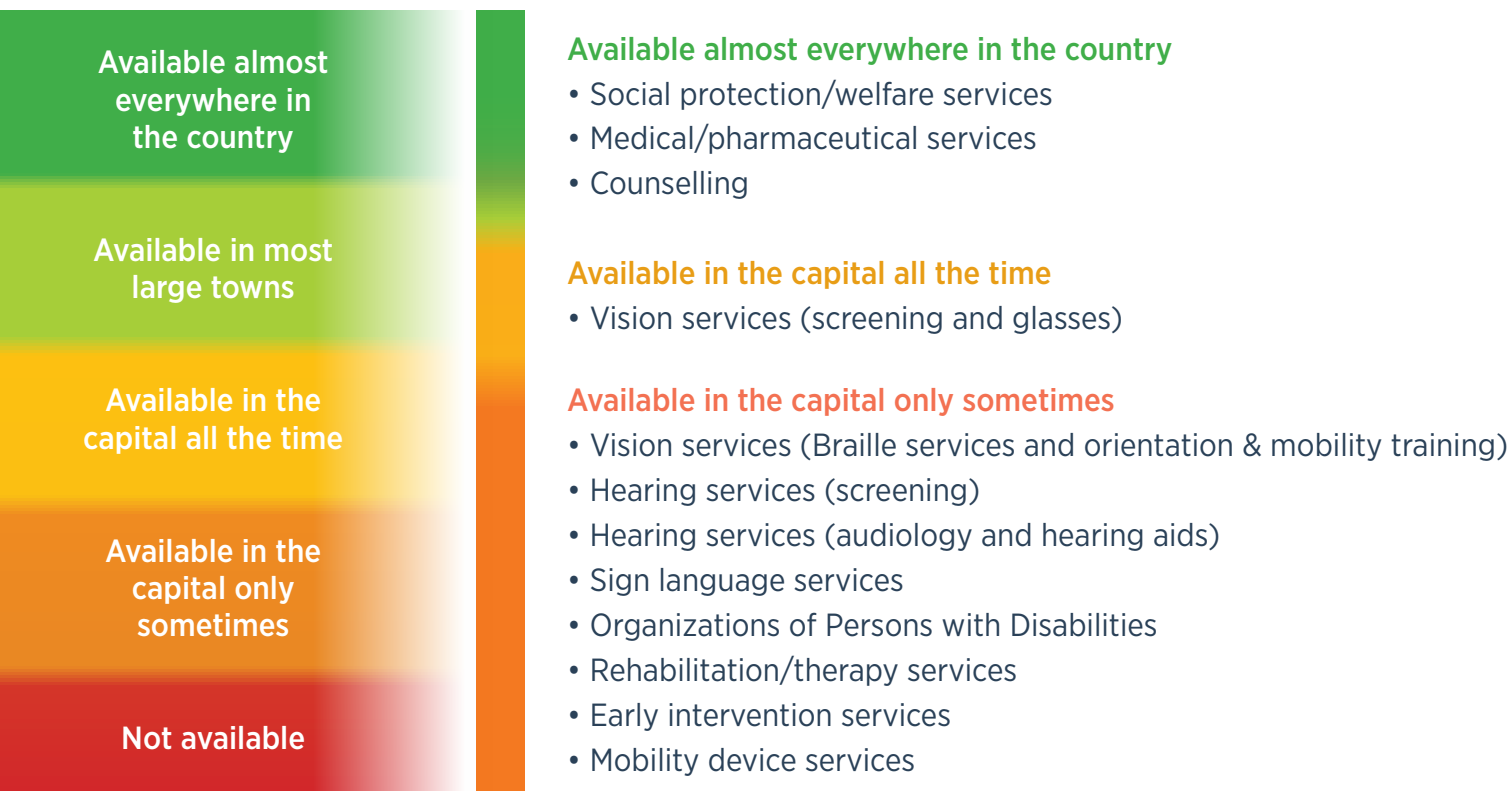 Available almost
everywhere in
the country
Available in most
large towns
Available in the
capital all the time
Available in the
capital only
sometimes
Not available
Available almost everywhere in the country
• Social protection/welfare services
• Medical/pharmaceutical services
• Counselling
Available in the capital all the time
• Vision services (screening and glasses)
Available in the capital only sometimes
• Vision services (Braille services and orientation & mobility training)
• Hearing services (screening)
• Hearing services (audiology and hearing aids)
• Sign language services
• Organizations of Persons with Disabilities
• Rehabilitation/therapy services
• Early intervention services
• Mobility device services